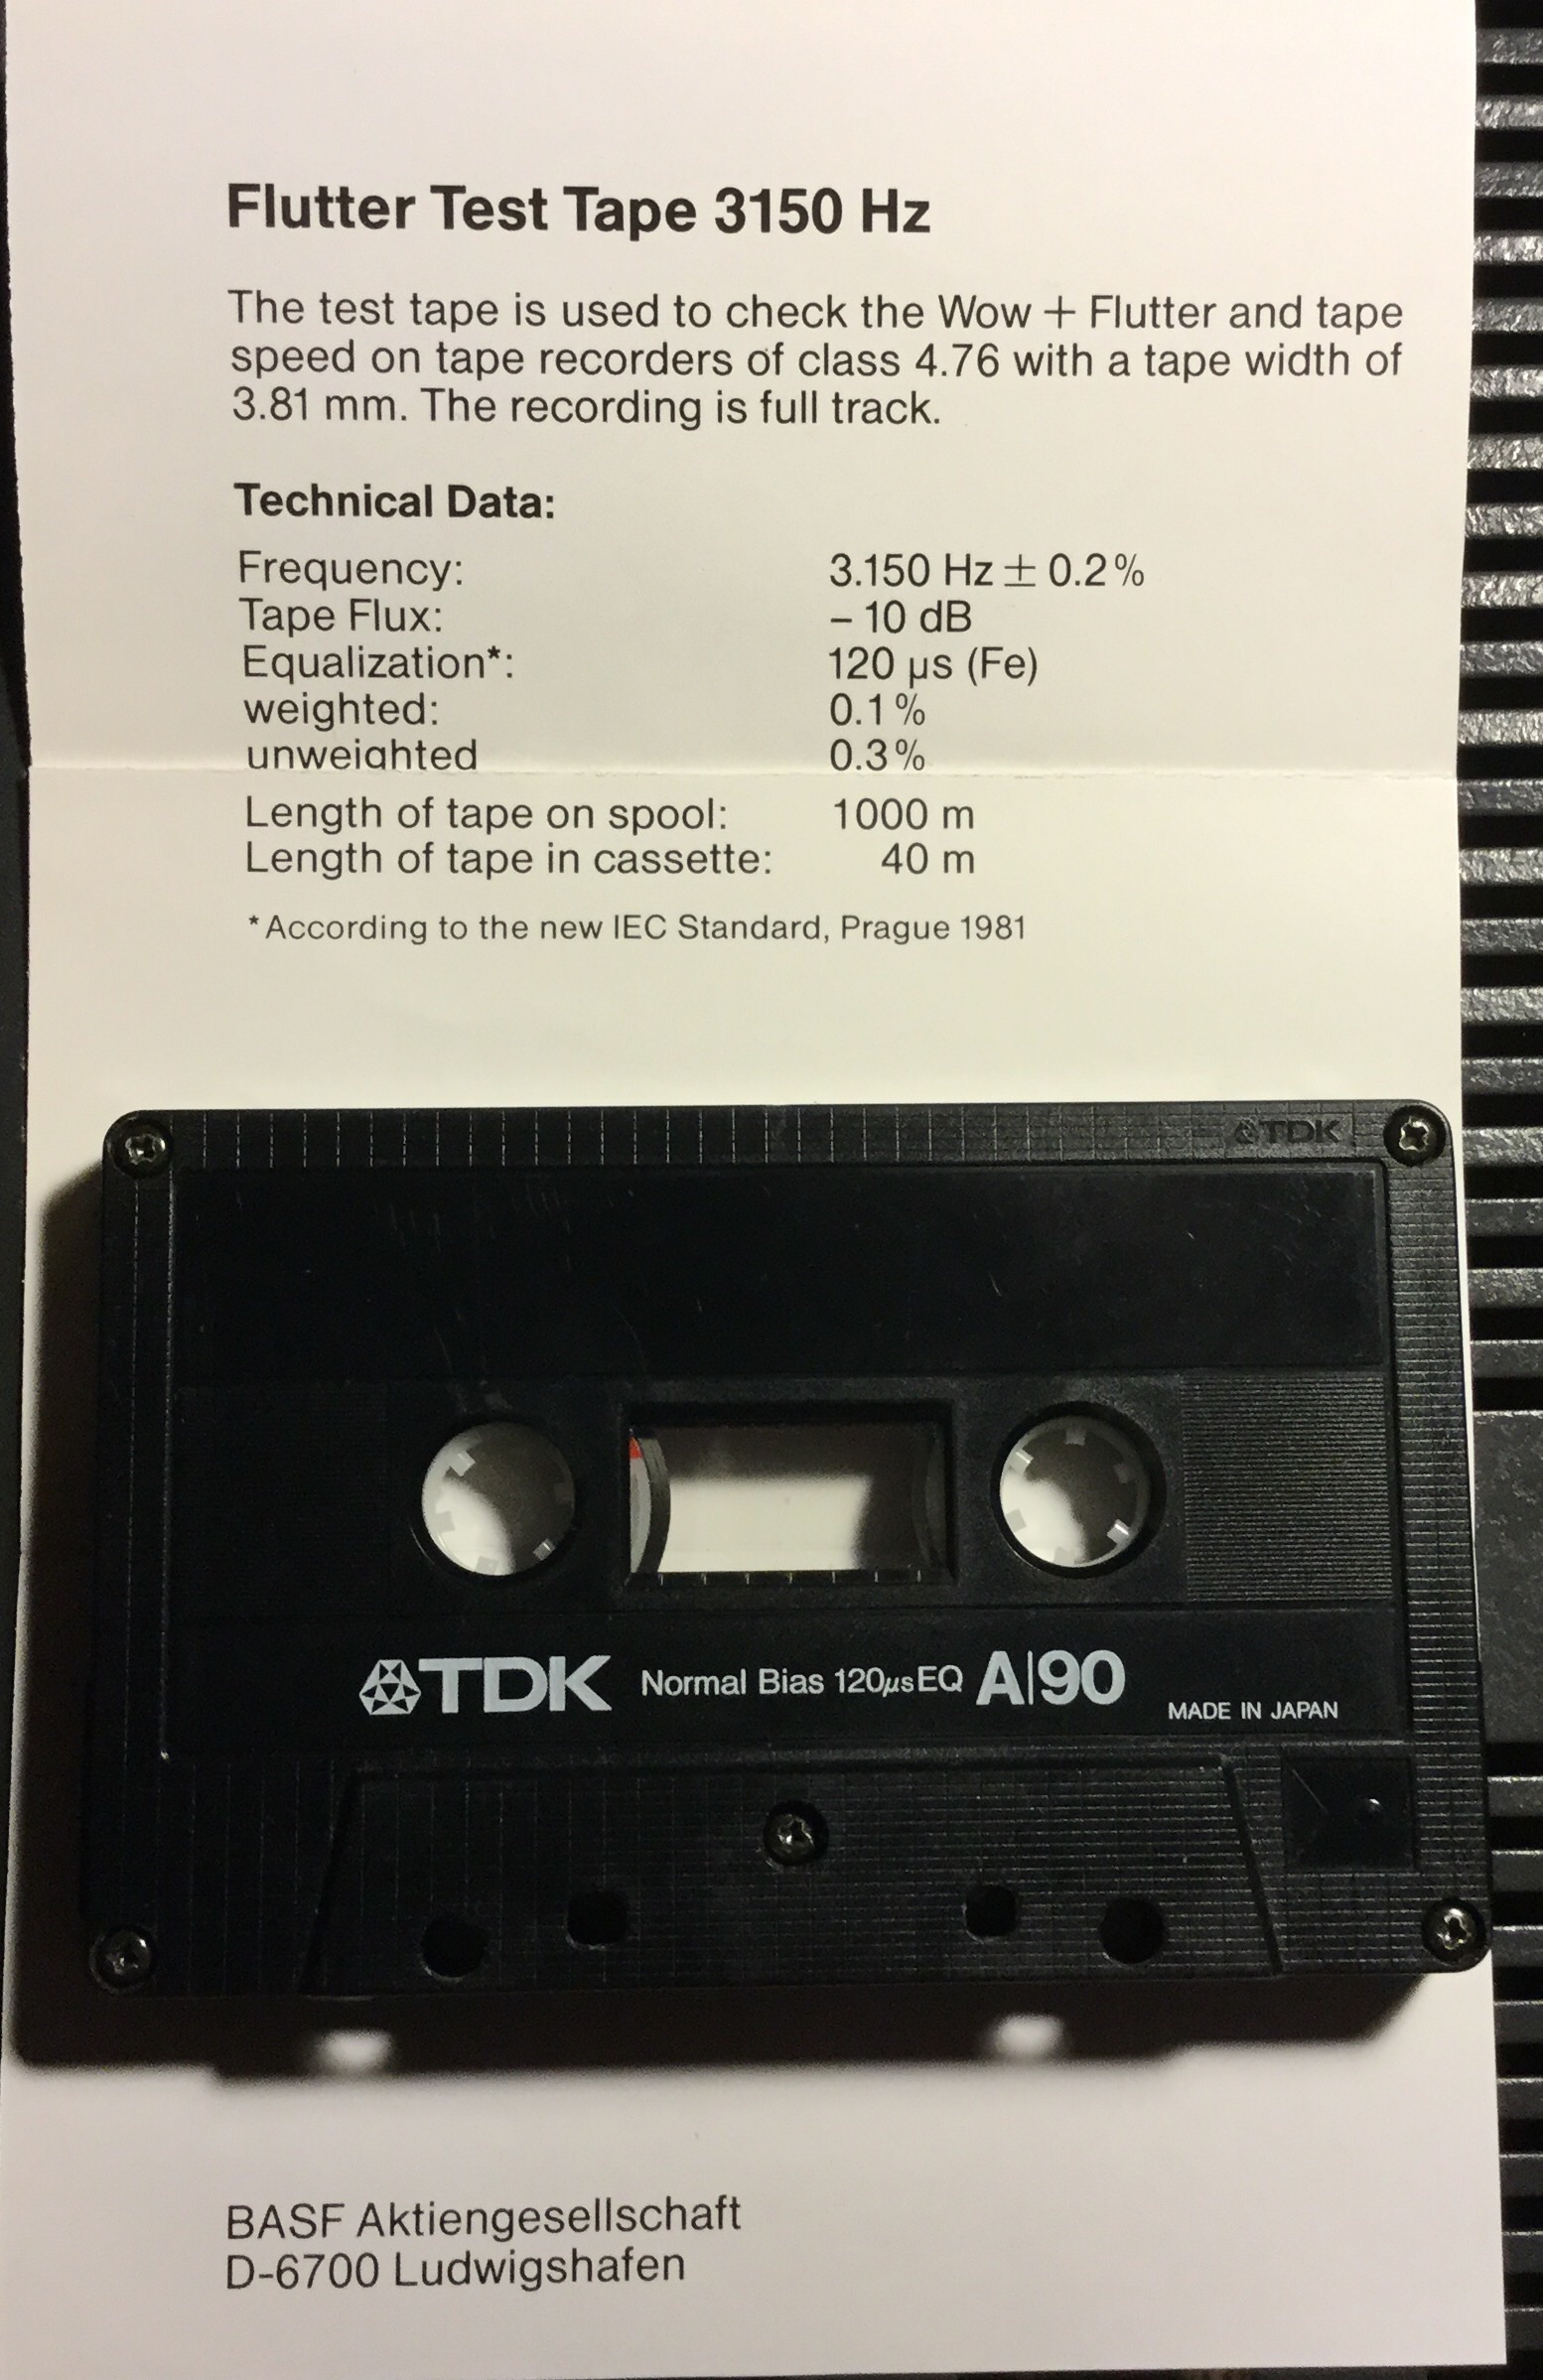 Flutter Test Tape 3150 Hz
The test tape is used to check the Wow + Flutter and tape
speed on tape recorders of class 4.76 with a tape width of
3.81 mm. The recording is full track.
Technical Data:
Frequency: 3.150 Hz ± 0.2 %
Tape Flux: – 10 dB
Equalization*: 120 µs (Fe)
weighted: 0.1 %
unweighted 0.3 %
Length of tape on spool: 1000 m
Length of tape in cassette: 40 m
* According to the new IEC Standard, Prague 1981
TDK
TDK Normal Bias 120µs EQ A|90
MADE IN JAPAN
BASF Aktiengesellschaft
D-6700 Ludwigshafen